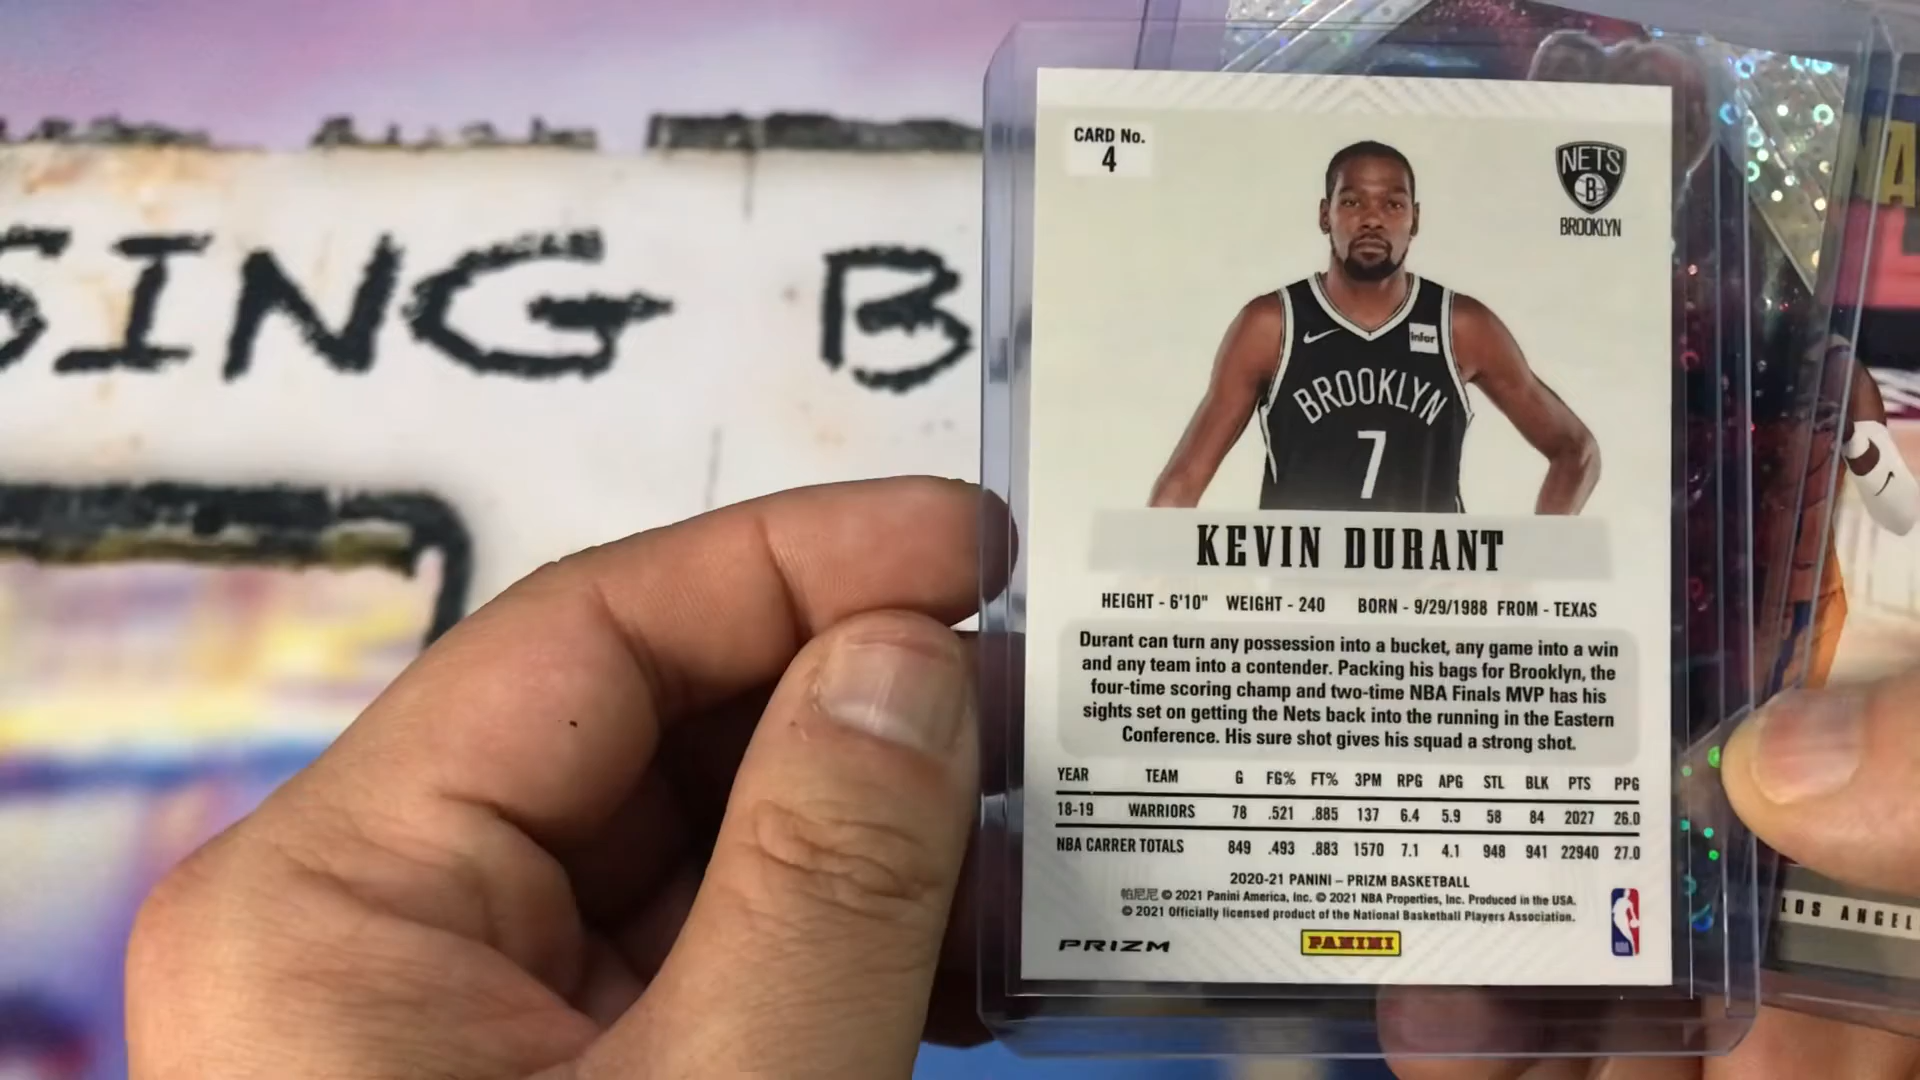 SING B
CARD No.
4
NETS
B
BROOKLYN
infor
BROOKLYN
7
KEVIN DURANT
HEIGHT - 6'10" WEIGHT - 240 BORN - 9/29/1988 FROM - TEXAS
Durant can turn any possession into a bucket, any game into a win
and any team into a contender. Packing his bags for Brooklyn, the
four-time scoring champ and two-time NBA Finals MVP has his
sights set on getting the Nets back into the running in the Eastern
Conference. His sure shot gives his squad a strong shot.
YEAR TEAM G FG% FT% 3PM RPG APG STL BLK PTS PPG
18-19 WARRIORS 78 .521 .885 137 6.4 5.9 58 84 2027 26.0
NBA CARRER TOTALS 849 .493 .883 1570 7.1 4.1 948 941 22940 27.0
2020-21 PANINI – PRIZM BASKETBALL
帕尼尼 © 2021 Panini America, Inc. © 2021 NBA Properties, Inc. Produced in the USA.
© 2021 Officially licensed product of the National Basketball Players Association.
PRIZM
PANINI
NBA
LOS ANGEL